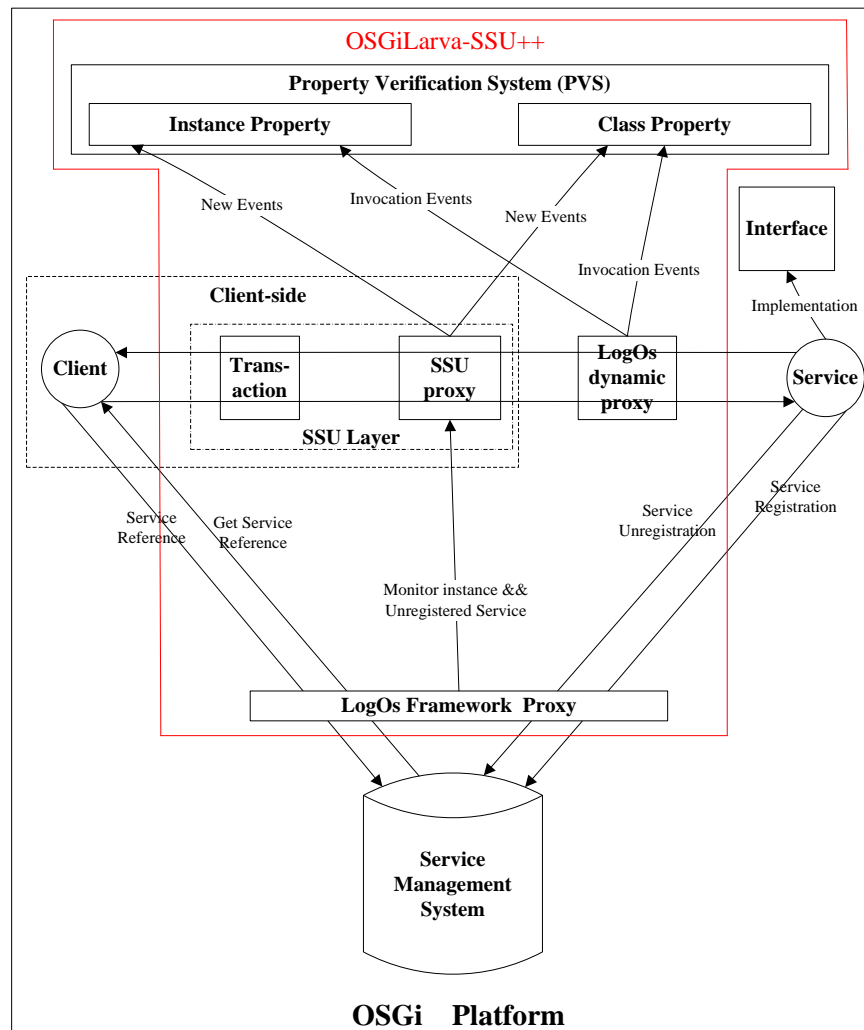 OSGiLarva-SSU++
Property Verification System (PVS)
Instance Property
Class Property
New Events
Invocation Events
New Events
Invocation Events
Interface
Implementation
Client-side
Client
Trans-
action
SSU
proxy
LogOs
dynamic
proxy
Service
SSU Layer
Service
Reference
Get Service
Reference
Service
Unregistration
Service
Registration
Monitor instance &&
Unregistered Service
LogOs Framework Proxy
Service
Management
System
OSGi Platform